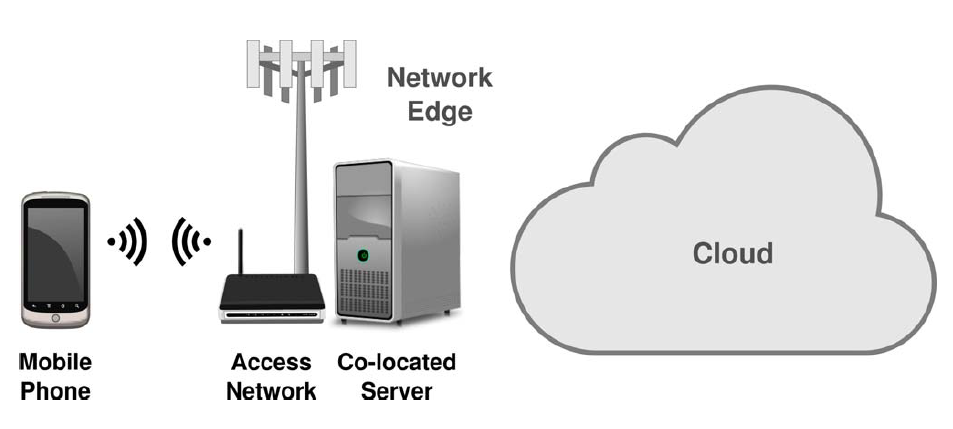 Network
Edge
Cloud
Mobile
Phone
Access
Network
Co-located
Server